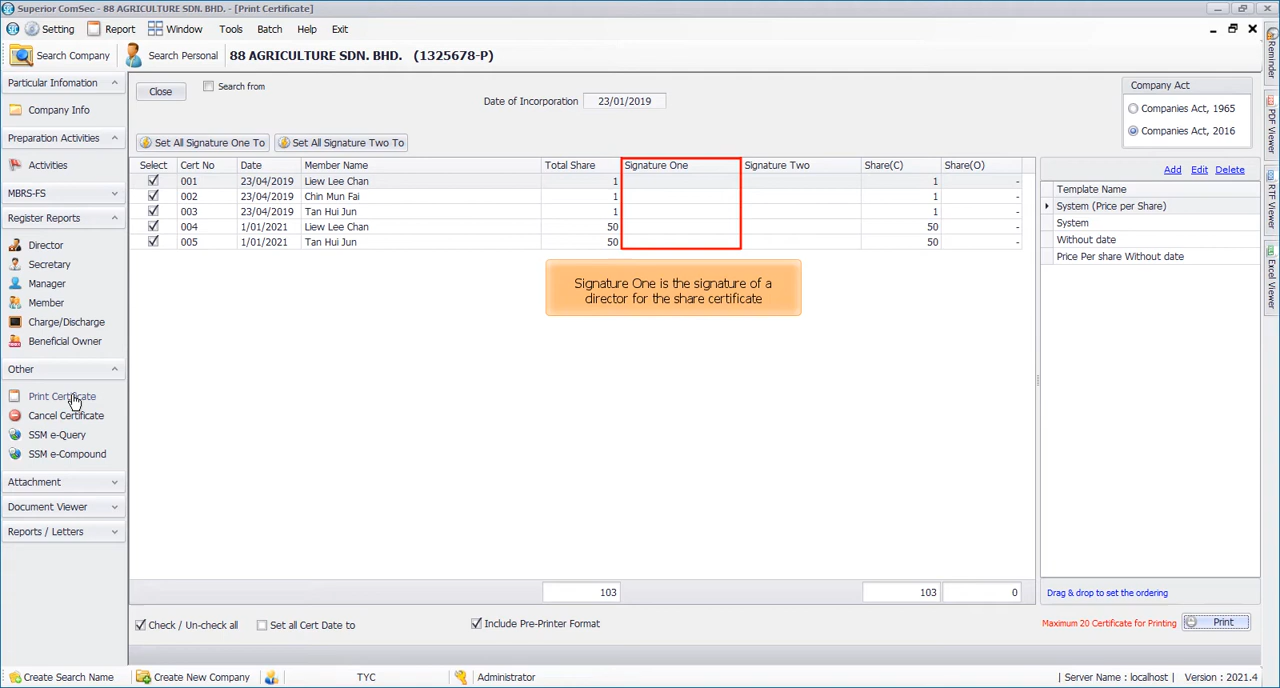 Superior ComSec - 88 AGRICULTURE SDN. BHD. - [Print Certificate]
Setting Report Window Tools Batch Help Exit
Search Company Search Personal 88 AGRICULTURE SDN. BHD. (1325678-P)
Particular Infomation
Company Info
Preparation Activities
Activities
MBRS-FS
Register Reports
Director
Secretary
Manager
Member
Charge/Discharge
Beneficial Owner
Other
Print Certificate
Cancel Certificate
SSM e-Query
SSM e-Compound
Attachment
Document Viewer
Reports / Letters
Close Search from
Date of Incorporation 23/01/2019
Company Act
Companies Act, 1965
Companies Act, 2016
Set All Signature One To Set All Signature Two To
Select Cert No Date Member Name Total Share Signature One Signature Two Share(C) Share(O)
001 23/04/2019 Liew Lee Chan 1 1 -
002 23/04/2019 Chin Mun Fai 1 1 -
003 23/04/2019 Tan Hui Jun 1 1 -
004 1/01/2021 Liew Lee Chan 50 50 -
005 1/01/2021 Tan Hui Jun 50 50 -
Signature One is the signature of a
director for the share certificate
103 103 0
Check / Un-check all Set all Cert Date to Include Pre-Printer Format
Add Edit Delete
Template Name
System (Price per Share)
System
Without date
Price Per share Without date
Drag & drop to set the ordering
Maximum 20 Certificate for Printing Print
Reminder
PDF Viewer
RTF Viewer
Excel Viewer
Create Search Name Create New Company TYC Administrator | Server Name : localhost | Version : 2021.4